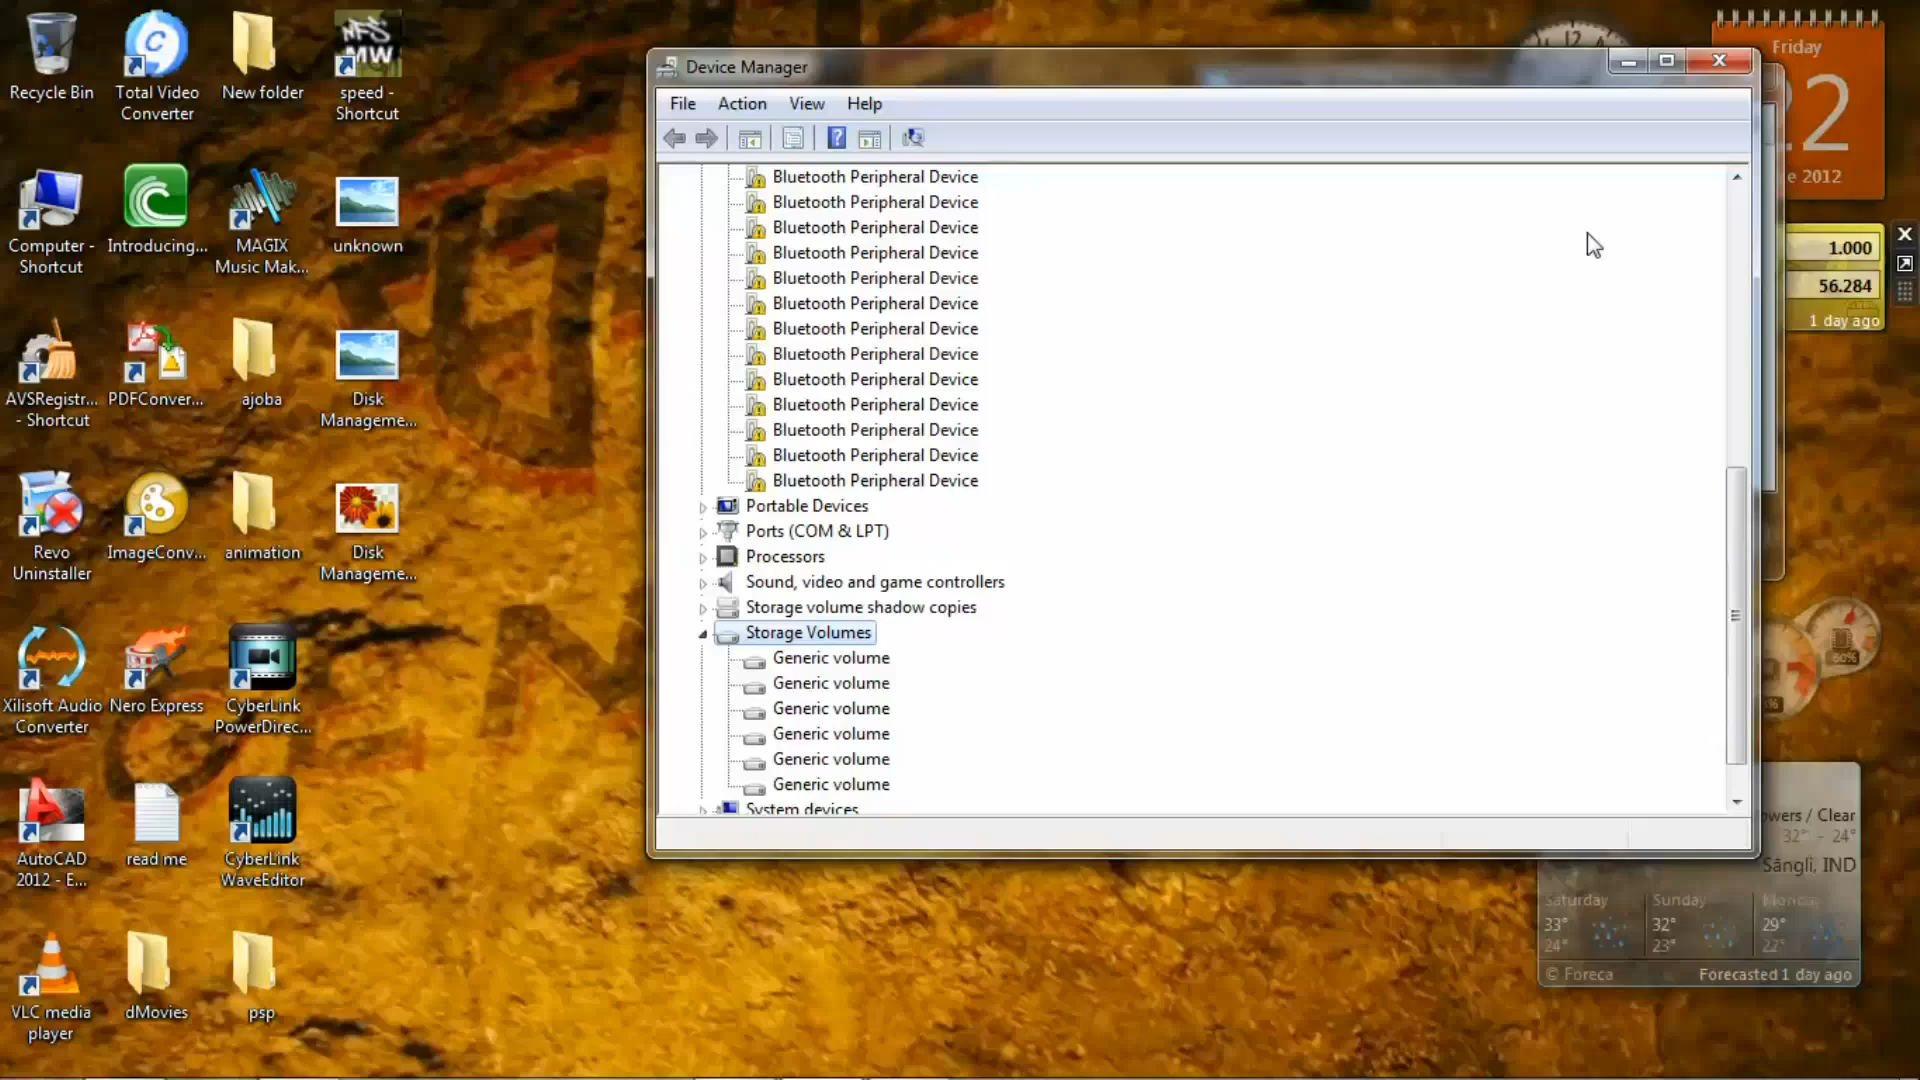 Recycle Bin
Total Video
Converter
New folder
NFS
MW
speed -
Shortcut
Computer -
Shortcut
Introducing...
MAGIX
Music Mak...
unknown
AVSRegistr...
- Shortcut
PDFConver...
ajoba
Disk
Manageme...
Revo
Uninstaller
ImageConv...
animation
Disk
Manageme...
Xilisoft Audio
Converter
Nero Express
CyberLink
PowerDirec...
AutoCAD
2012 - E...
read me
CyberLink
WaveEditor
VLC media
player
dMovies
psp
Device Manager
File Action View Help
Bluetooth Peripheral Device
Bluetooth Peripheral Device
Bluetooth Peripheral Device
Bluetooth Peripheral Device
Bluetooth Peripheral Device
Bluetooth Peripheral Device
Bluetooth Peripheral Device
Bluetooth Peripheral Device
Bluetooth Peripheral Device
Bluetooth Peripheral Device
Bluetooth Peripheral Device
Bluetooth Peripheral Device
Bluetooth Peripheral Device
Portable Devices
Ports (COM & LPT)
Processors
Sound, video and game controllers
Storage volume shadow copies
Storage Volumes
Generic volume
Generic volume
Generic volume
Generic volume
Generic volume
Generic volume
System devices
12
Friday
22
e 2012
1.000
56.284
1 day ago
60%
%
owers / Clear
32° - 24°
Sāngli, IND
Saturday Sunday Monday
33° 32° 29°
24° 23° 22°
© Foreca Forecasted 1 day ago